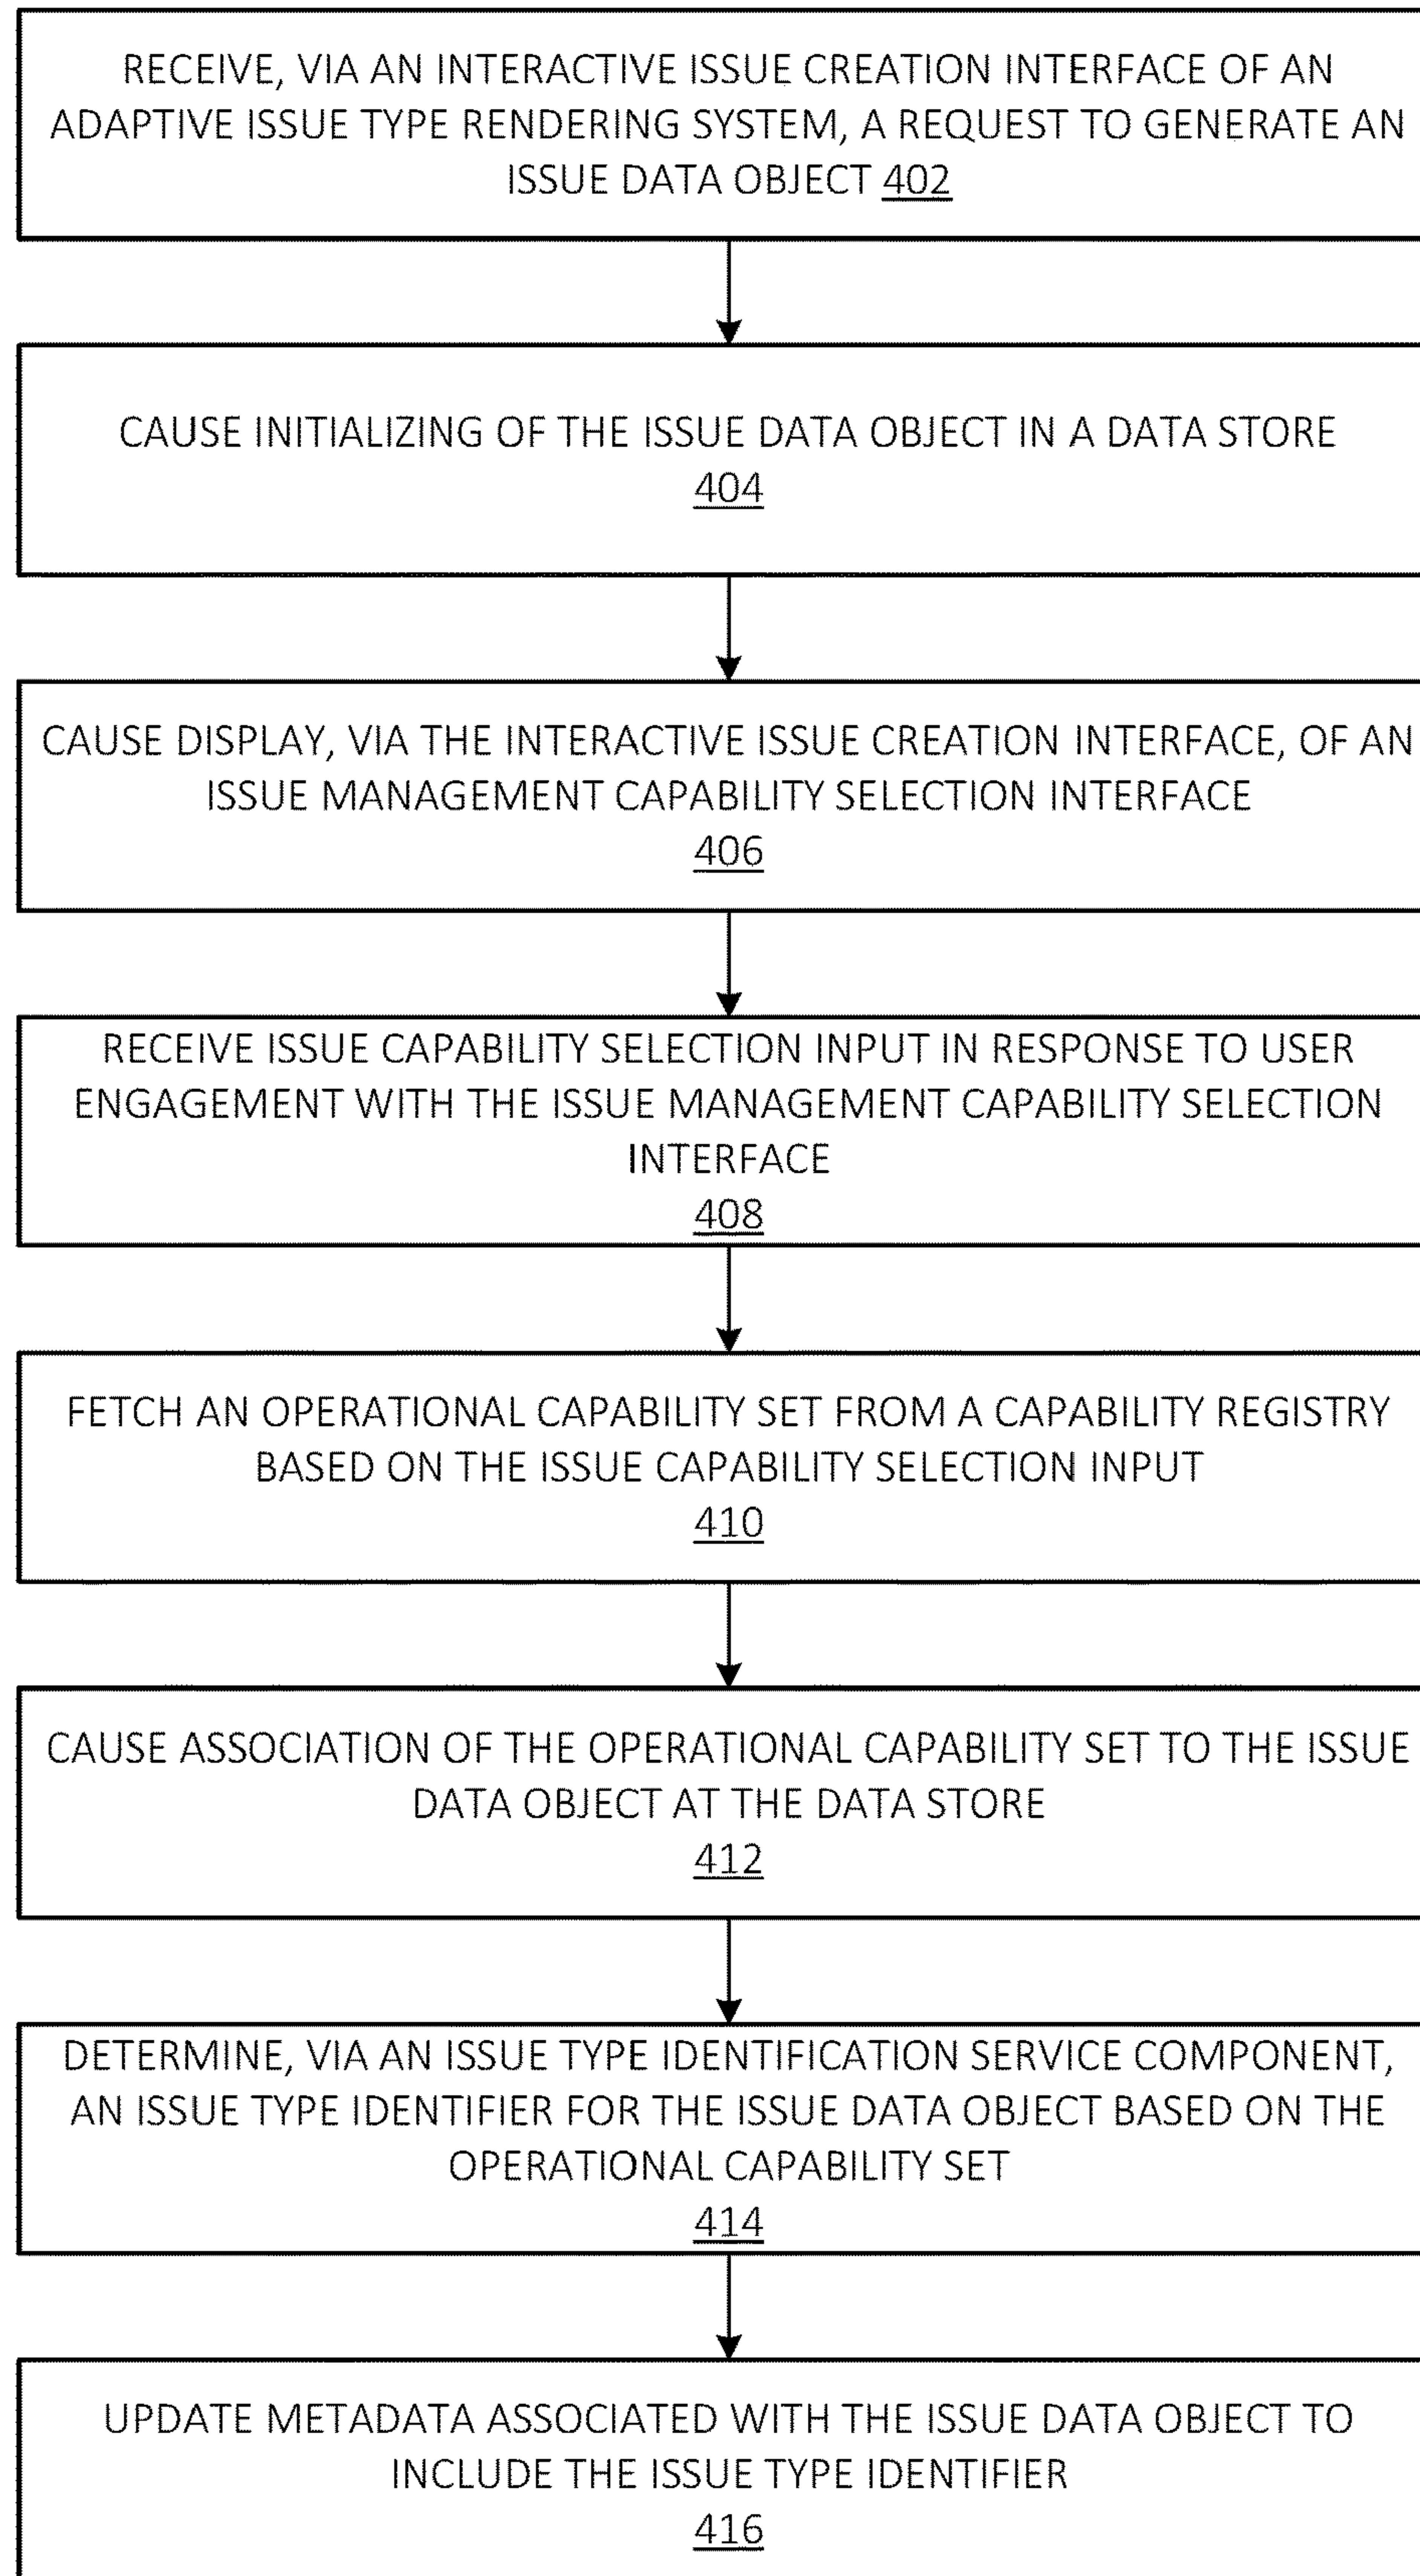 RECEIVE, VIA AN INTERACTIVE ISSUE CREATION INTERFACE OF AN
ADAPTIVE ISSUE TYPE RENDERING SYSTEM, A REQUEST TO GENERATE AN
ISSUE DATA OBJECT 402
CAUSE INITIALIZING OF THE ISSUE DATA OBJECT IN A DATA STORE
404
CAUSE DISPLAY, VIA THE INTERACTIVE ISSUE CREATION INTERFACE, OF AN
ISSUE MANAGEMENT CAPABILITY SELECTION INTERFACE
406
RECEIVE ISSUE CAPABILITY SELECTION INPUT IN RESPONSE TO USER
ENGAGEMENT WITH THE ISSUE MANAGEMENT CAPABILITY SELECTION
INTERFACE
408
FETCH AN OPERATIONAL CAPABILITY SET FROM A CAPABILITY REGISTRY
BASED ON THE ISSUE CAPABILITY SELECTION INPUT
410
CAUSE ASSOCIATION OF THE OPERATIONAL CAPABILITY SET TO THE ISSUE
DATA OBJECT AT THE DATA STORE
412
DETERMINE, VIA AN ISSUE TYPE IDENTIFICATION SERVICE COMPONENT,
AN ISSUE TYPE IDENTIFIER FOR THE ISSUE DATA OBJECT BASED ON THE
OPERATIONAL CAPABILITY SET
414
UPDATE METADATA ASSOCIATED WITH THE ISSUE DATA OBJECT TO
INCLUDE THE ISSUE TYPE IDENTIFIER
416